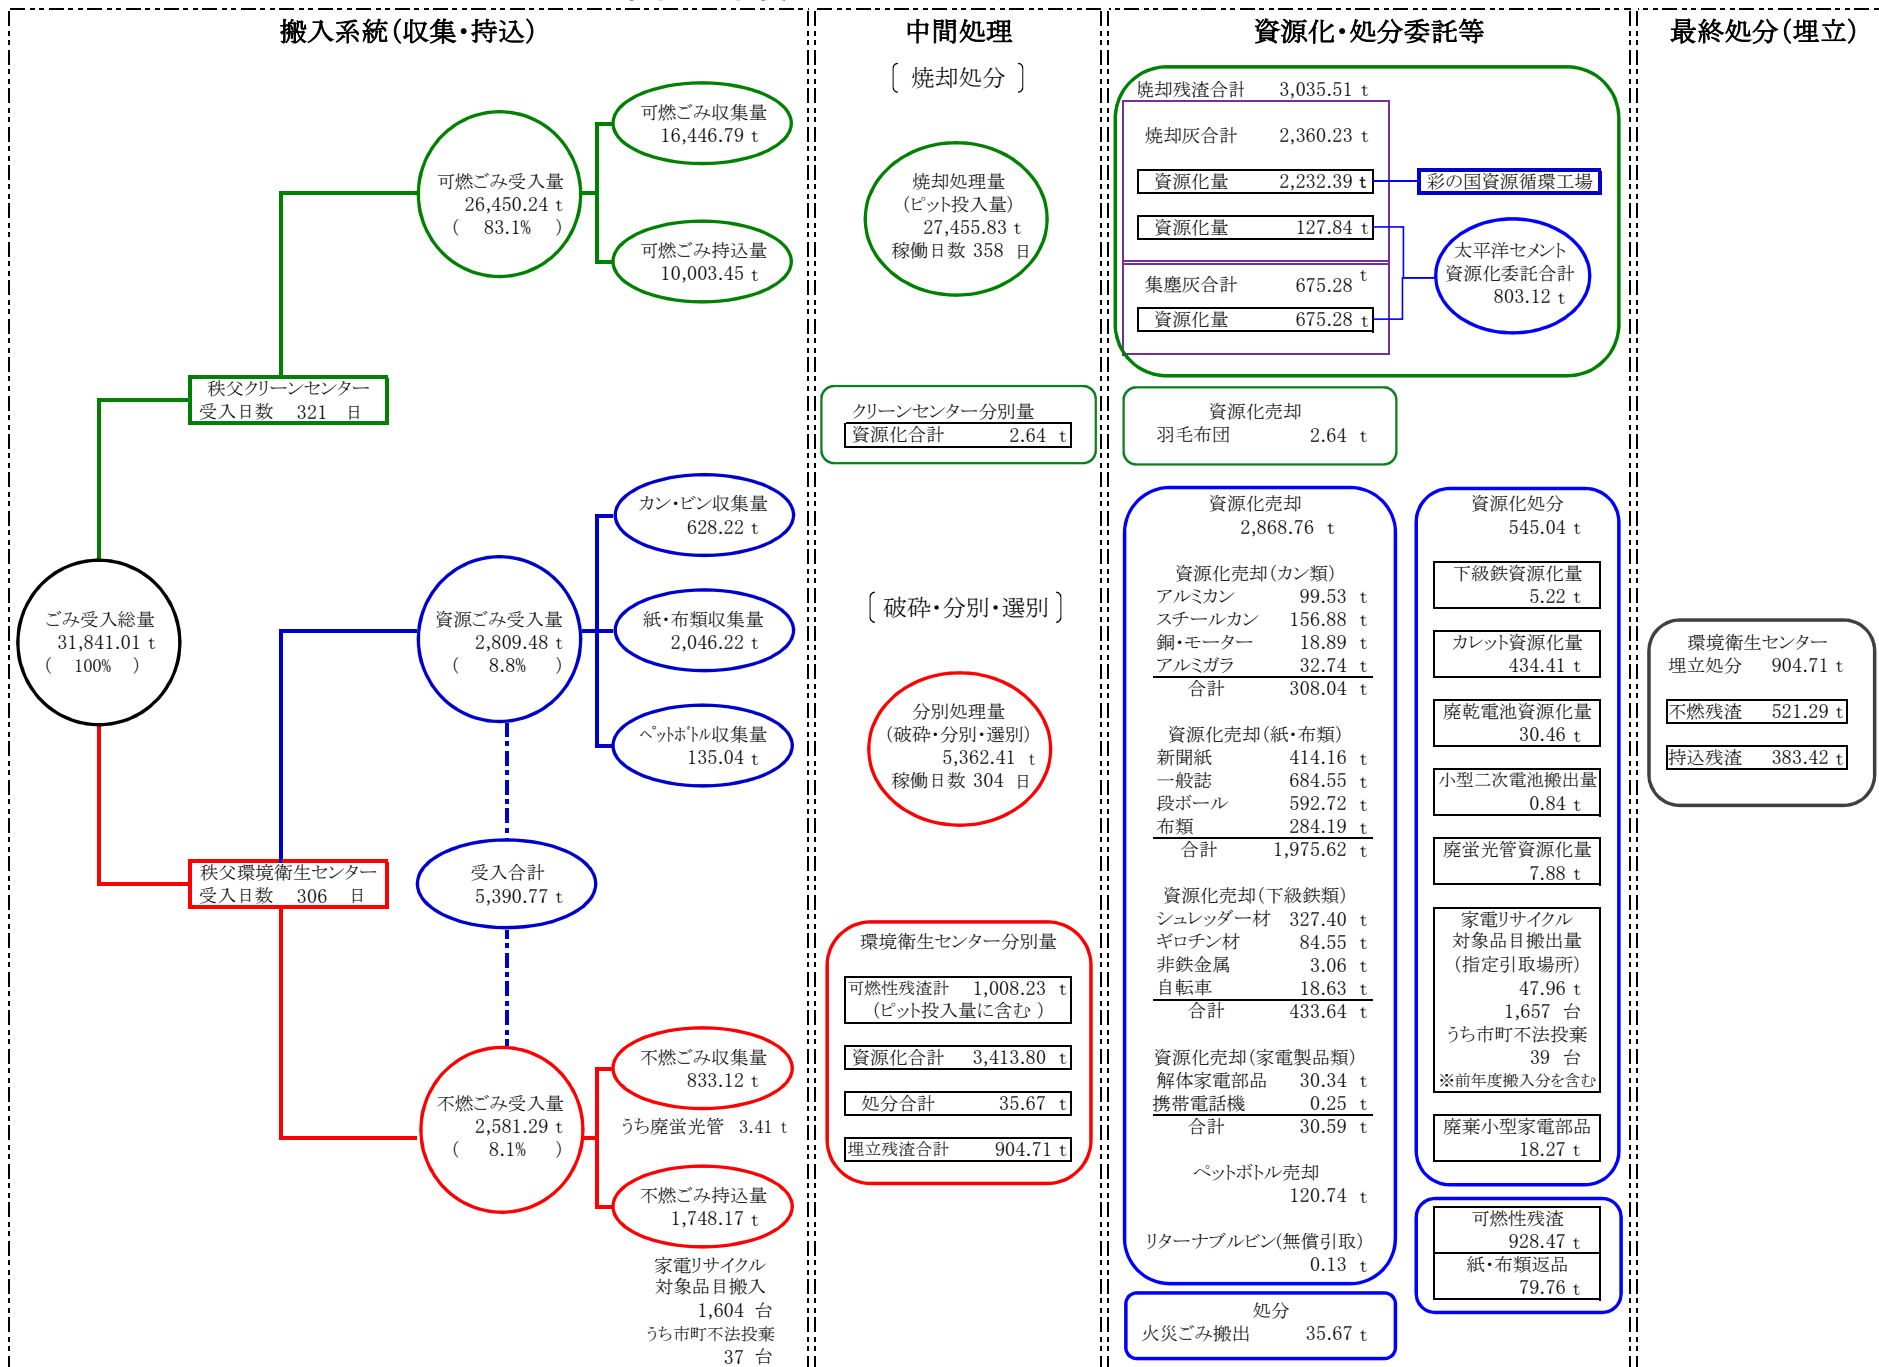 搬入系統(収集・持込)
ごみ受入総量
31,841.01 t
( 100% )
秩父クリーンセンター
受入日数 321 日
可燃ごみ受入量
26,450.24 t
( 83.1% )
可燃ごみ収集量
16,446.79 t
可燃ごみ持込量
10,003.45 t
秩父環境衛生センター
受入日数 306 日
資源ごみ受入量
2,809.48 t
( 8.8% )
カン・ビン収集量
628.22 t
紙・布類収集量
2,046.22 t
ペットボトル収集量
135.04 t
受入合計
5,390.77 t
不燃ごみ受入量
2,581.29 t
( 8.1% )
不燃ごみ収集量
833.12 t
うち廃蛍光管 3.41 t
不燃ごみ持込量
1,748.17 t
家電リサイクル
対象品目搬入
1,604 台
うち市町不法投棄
37 台
中間処理
〔 焼却処分 〕
焼却処理量
(ピット投入量)
27,455.83 t
稼働日数 358 日
クリーンセンター分別量
資源化合計 2.64 t
〔 破砕・分別・選別 〕
分別処理量
(破砕・分別・選別)
5,362.41 t
稼働日数 304 日
環境衛生センター分別量
可燃性残渣計 1,008.23 t
(ピット投入量に含む )
資源化合計 3,413.80 t
処分合計 35.67 t
埋立残渣合計 904.71 t
資源化・処分委託等
焼却残渣合計 3,035.51 t
焼却灰合計 2,360.23 t
資源化量 2,232.39 t
彩の国資源循環工場
資源化量 127.84 t
集塵灰合計 675.28 t
資源化量 675.28 t
太平洋セメント
資源化委託合計
803.12 t
資源化売却
羽毛布団 2.64 t
資源化売却
2,868.76 t
資源化売却(カン類)
アルミカン 99.53 t
スチールカン 156.88 t
銅・モーター 18.89 t
アルミガラ 32.74 t
合計 308.04 t
資源化売却(紙・布類)
新聞紙 414.16 t
一般誌 684.55 t
段ボール 592.72 t
布類 284.19 t
合計 1,975.62 t
資源化売却(下級鉄類)
シュレッダー材 327.40 t
ギロチン材 84.55 t
非鉄金属 3.06 t
自転車 18.63 t
合計 433.64 t
資源化売却(家電製品類)
解体家電部品 30.34 t
携帯電話機 0.25 t
合計 30.59 t
ペットボトル売却
120.74 t
リターナブルビン(無償引取)
0.13 t
処分
火災ごみ搬出 35.67 t
資源化処分
545.04 t
下級鉄資源化量
5.22 t
カレット資源化量
434.41 t
廃乾電池資源化量
30.46 t
小型二次電池搬出量
0.84 t
廃蛍光管資源化量
7.88 t
家電リサイクル
対象品目搬出量
(指定引取場所)
47.96 t
1,657 台
うち市町不法投棄
39 台
※前年度搬入分を含む
廃棄小型家電部品
18.27 t
可燃性残渣
928.47 t
紙・布類返品
79.76 t
最終処分(埋立)
環境衛生センター
埋立処分 904.71 t
不燃残渣 521.29 t
持込残渣 383.42 t